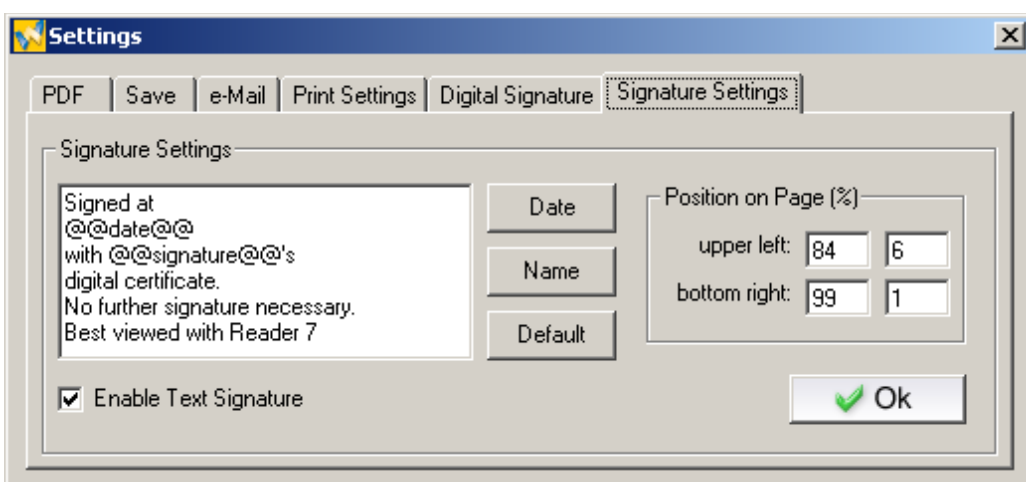 Settings
PDF Save e-Mail Print Settings Digital Signature Signature Settings
Signature Settings
Signed at
@@date@@
with @@signature@@'s
digital certificate.
No further signature necessary.
Best viewed with Reader 7
Date
Name
Default
Position on Page (%)
upper left: 84 6
bottom right: 99 1
Enable Text Signature
Ok